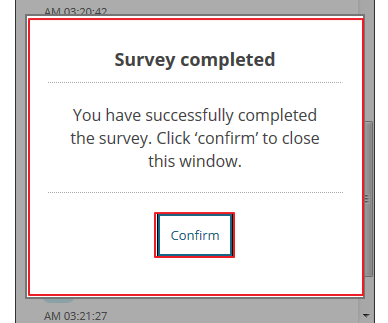 AM 03:20:42
Survey completed
You have successfully completed
the survey. Click ‘confirm’ to close
this window.
Confirm
AM 03:21:27